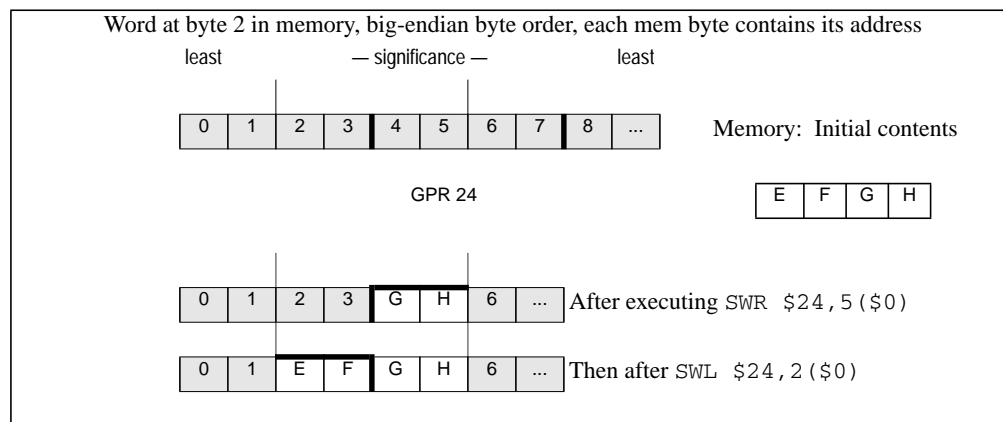 Word at byte 2 in memory, big-endian byte order, each mem byte contains its address
least — significance — least
0 1 2 3 4 5 6 7 8 ... Memory: Initial contents
GPR 24 E F G H
0 1 2 3 G H 6 ... After executing SWR $24,5($0)
0 1 E F G H 6 ... Then after SWL $24,2($0)